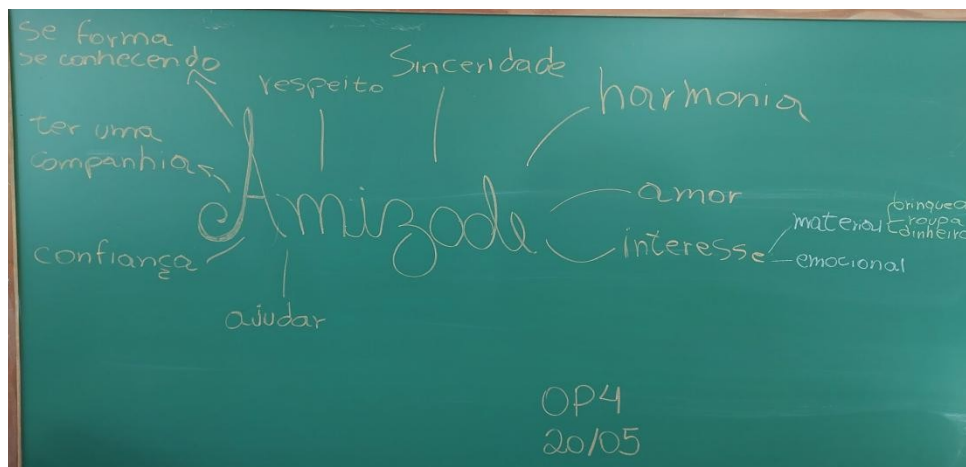 se forma
se conhecendo
respeito
Sinceridade
harmonia
ter uma
companhia
Amizade
amor
confiança
interesse
material
roupa
dinheiro
emocional
ajudar
OP4
20/05